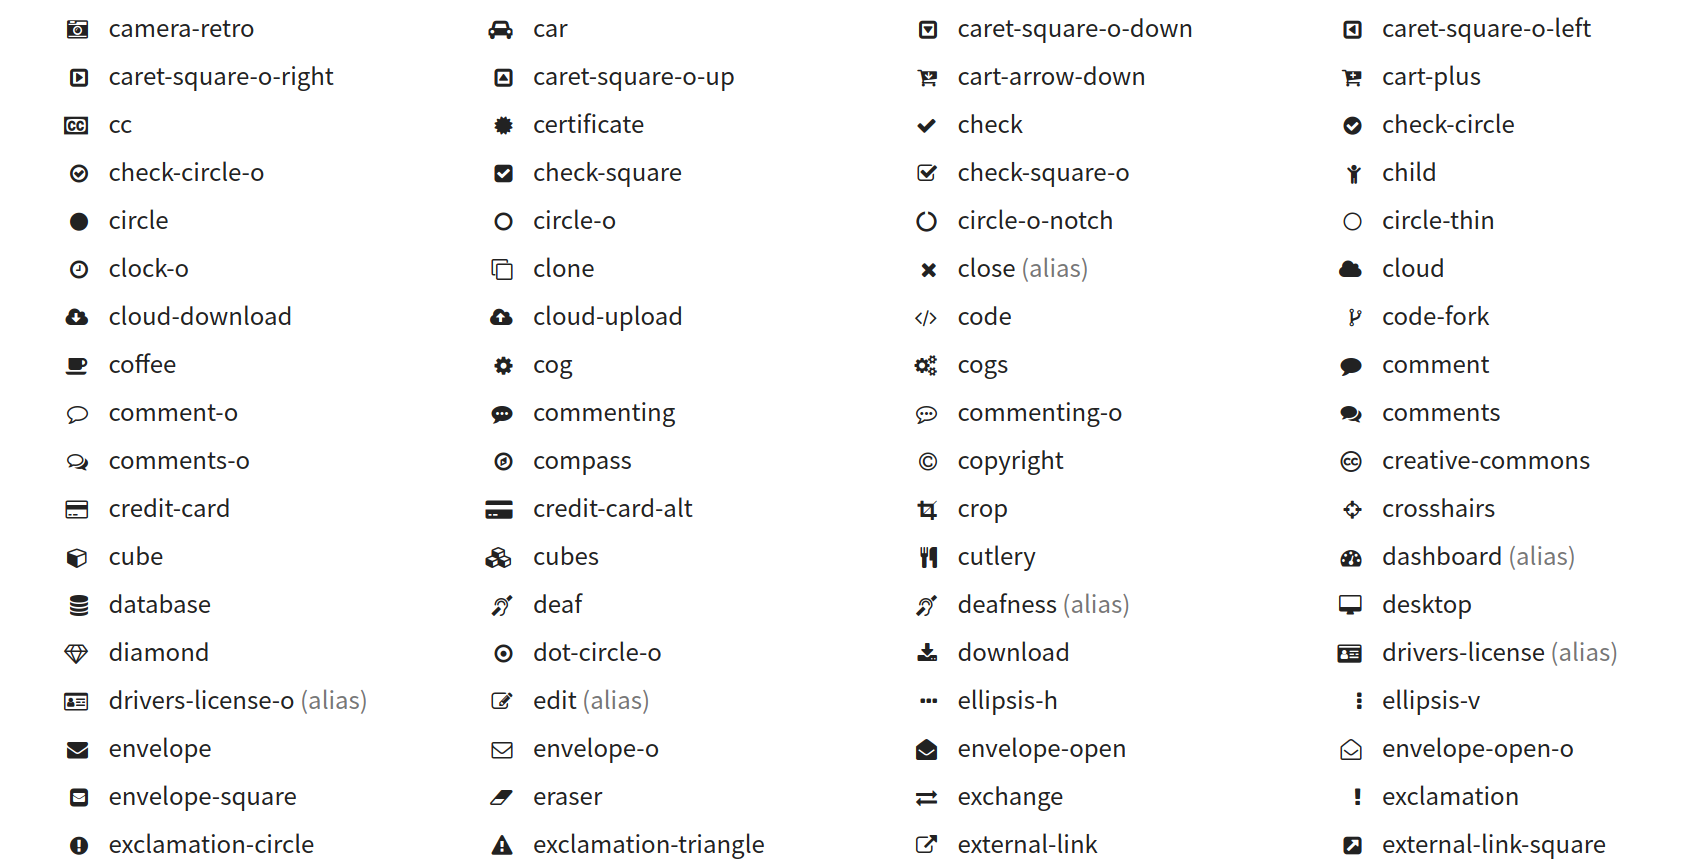 camera-retro car caret-square-o-down caret-square-o-left
caret-square-o-right caret-square-o-up cart-arrow-down cart-plus
cc certificate check check-circle
check-circle-o check-square check-square-o child
circle circle-o circle-o-notch circle-thin
clock-o clone close (alias) cloud
cloud-download cloud-upload code code-fork
coffee cog cogs comment
comment-o commenting commenting-o comments
comments-o compass copyright creative-commons
credit-card credit-card-alt crop crosshairs
cube cubes cutlery dashboard (alias)
database deaf deafness (alias) desktop
diamond dot-circle-o download drivers-license (alias)
drivers-license-o (alias) edit (alias) ellipsis-h ellipsis-v
envelope envelope-o envelope-open envelope-open-o
envelope-square eraser exchange exclamation
exclamation-circle exclamation-triangle external-link external-link-square